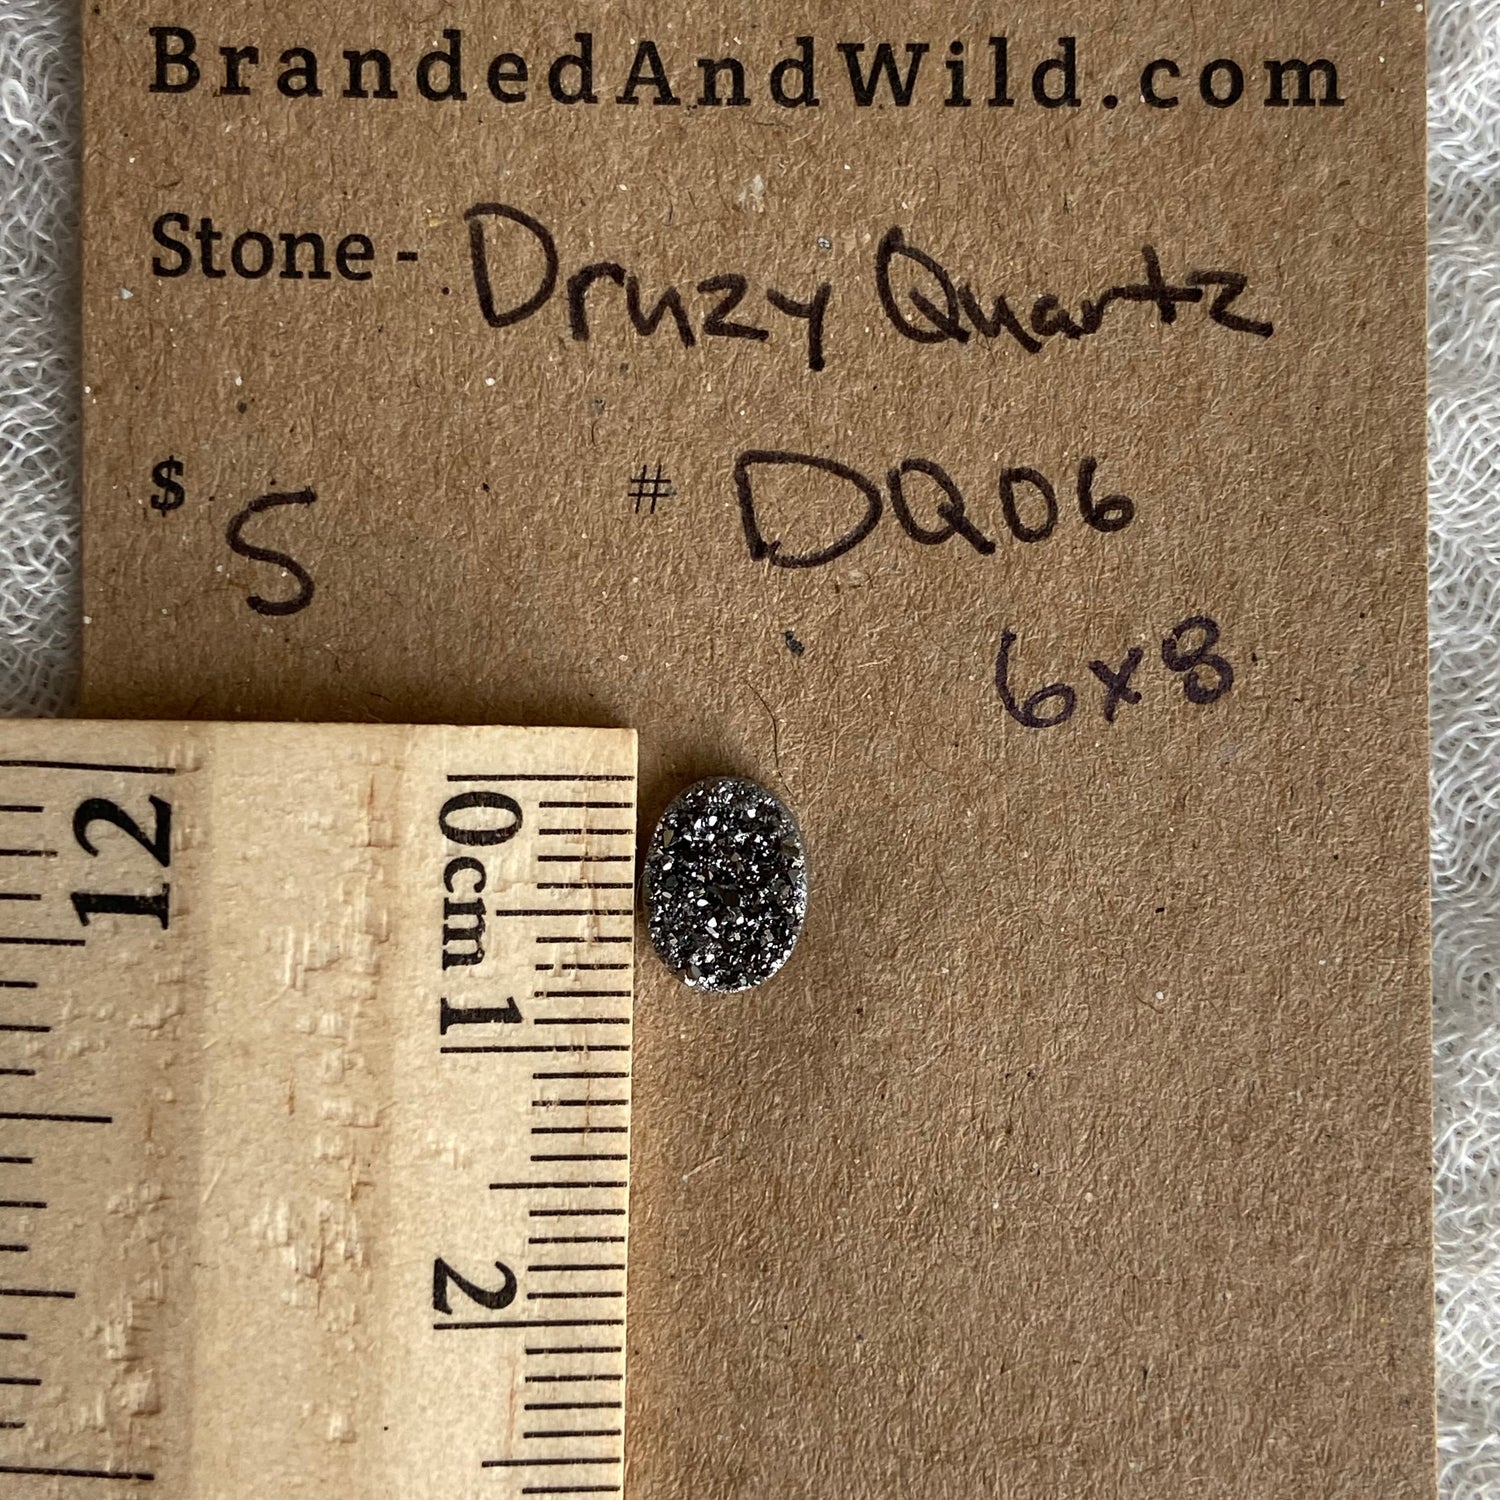 BrandedAndWild.com
Stone - Druzy Quartz
$ 5 # DQ06
6x8
12
0cm 1
2